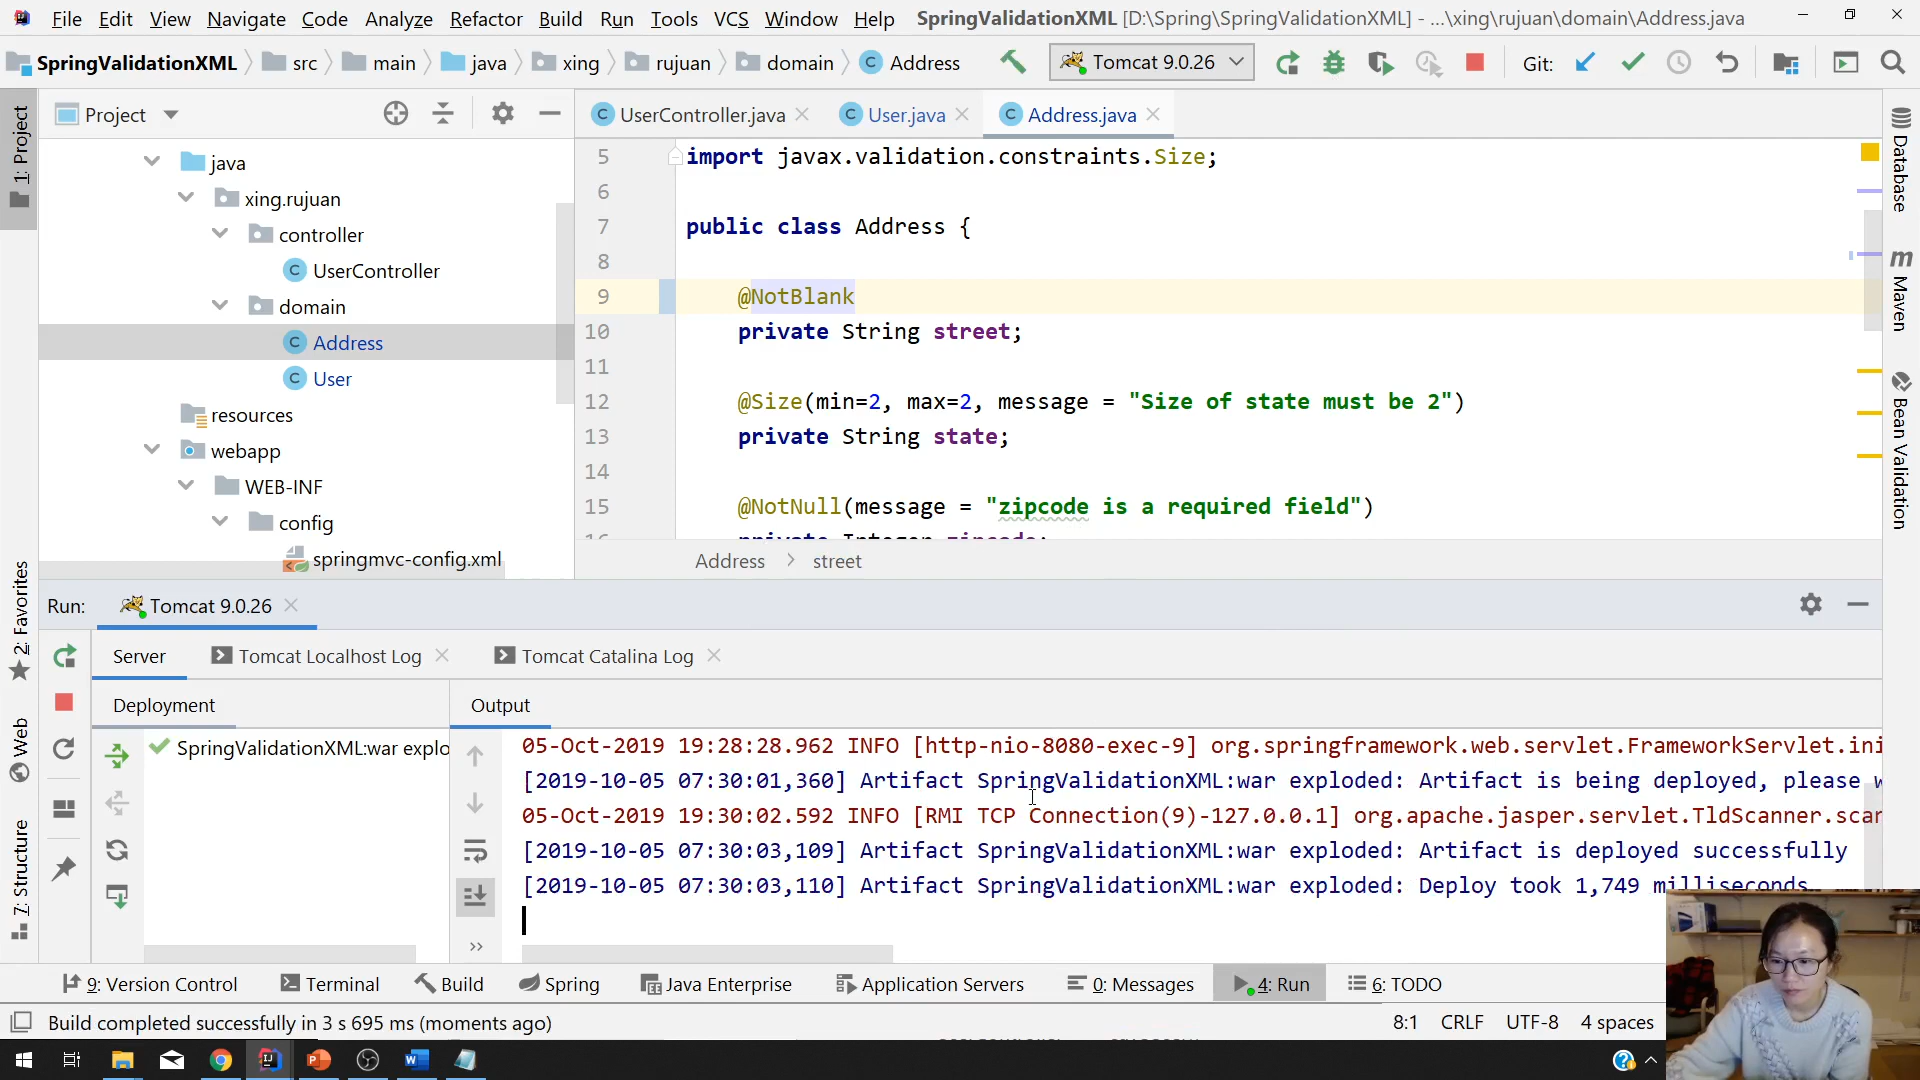 File Edit View Navigate Code Analyze Refactor Build Run Tools VCS Window Help SpringValidationXML [D:\Spring\SpringValidationXML] - ...\xing\rujuan\domain\Address.java
SpringValidationXML src main java xing rujuan domain Address Tomcat 9.0.26 Git:
1: Project
Project
UserController.java User.java Address.java
java
xing.rujuan
controller
UserController
domain
Address
User
resources
webapp
WEB-INF
config
springmvc-config.xml
5 import javax.validation.constraints.Size;
6
7 public class Address {
8
9 @NotBlank
10 private String street;
11
12 @Size(min=2, max=2, message = "Size of state must be 2")
13 private String state;
14
15 @NotNull(message = "zipcode is a required field")
16 private Integer zipcode;
Address street
Database
Maven
Bean Validation
2: Favorites
Web
7: Structure
Run: Tomcat 9.0.26
Server Tomcat Localhost Log Tomcat Catalina Log
Deployment Output
SpringValidationXML:war explo
05-Oct-2019 19:28:28.962 INFO [http-nio-8080-exec-9] org.springframework.web.servlet.FrameworkServlet.ini
[2019-10-05 07:30:01,360] Artifact SpringValidationXML:war exploded: Artifact is being deployed, please w
05-Oct-2019 19:30:02.592 INFO [RMI TCP Connection(9)-127.0.0.1] org.apache.jasper.servlet.TldScanner.scan
[2019-10-05 07:30:03,109] Artifact SpringValidationXML:war exploded: Artifact is deployed successfully
[2019-10-05 07:30:03,110] Artifact SpringValidationXML:war exploded: Deploy took 1,749 milliseconds
9: Version Control Terminal Build Spring Java Enterprise Application Servers 0: Messages 4: Run 6: TODO
Build completed successfully in 3 s 695 ms (moments ago) 8:1 CRLF UTF-8 4 spaces